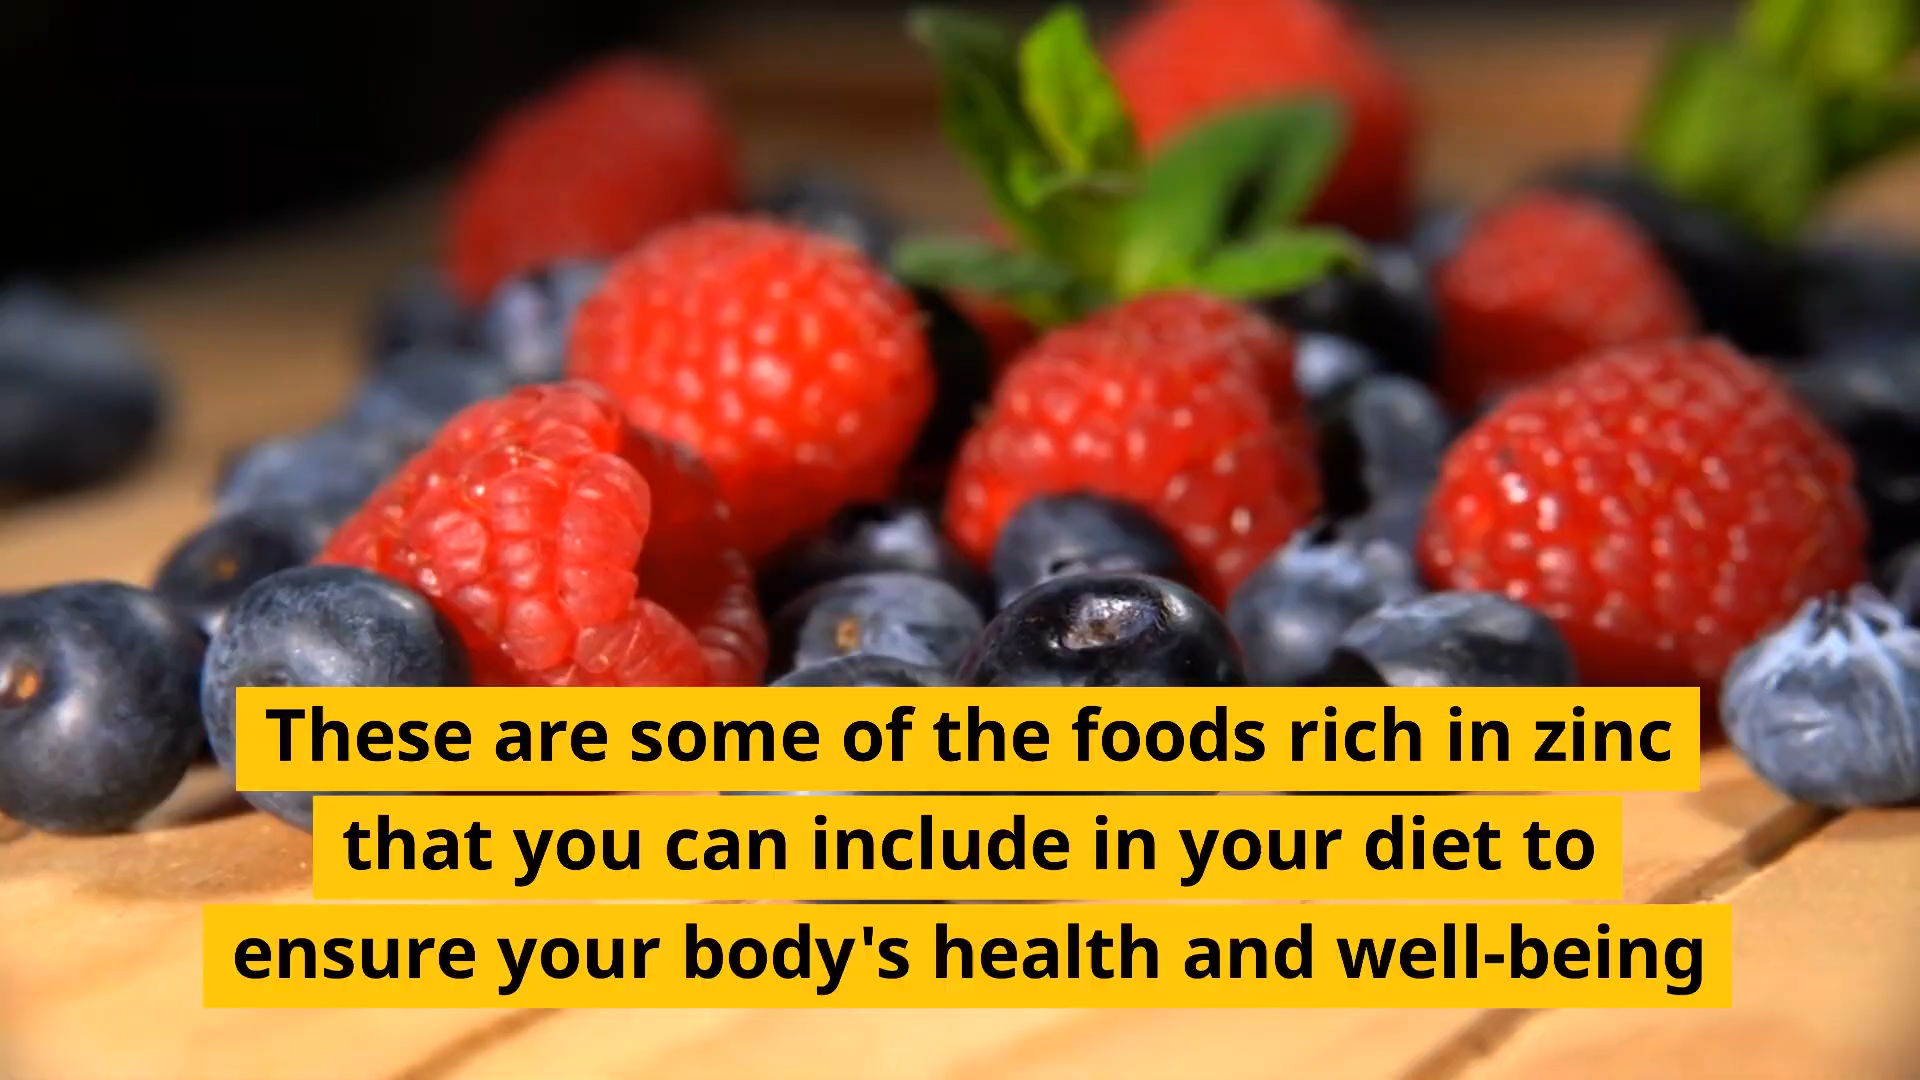 These are some of the foods rich in zinc
that you can include in your diet to
ensure your body's health and well-being